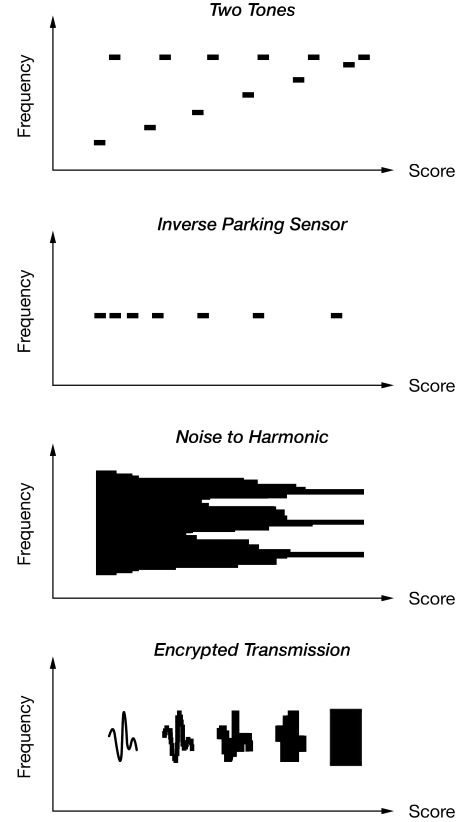 Two Tones
Frequency
Score
Inverse Parking Sensor
Frequency
Score
Noise to Harmonic
Frequency
Score
Encrypted Transmission
Frequency
Score